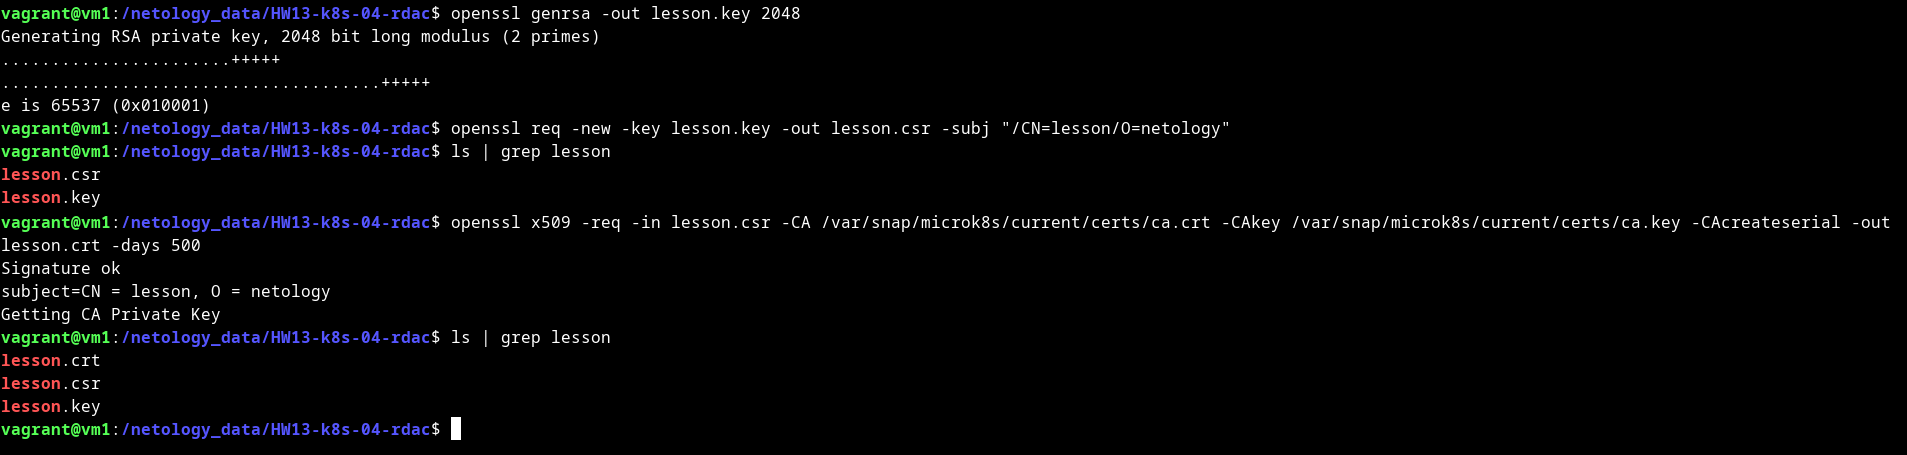 vagrant@vm1:/netology_data/HW13-k8s-04-rdac$ openssl genrsa -out lesson.key 2048
Generating RSA private key, 2048 bit long modulus (2 primes)
.......................+++++
......................................+++++
e is 65537 (0x010001)
vagrant@vm1:/netology_data/HW13-k8s-04-rdac$ openssl req -new -key lesson.key -out lesson.csr -subj "/CN=lesson/O=netology"
vagrant@vm1:/netology_data/HW13-k8s-04-rdac$ ls | grep lesson
lesson.csr
lesson.key
vagrant@vm1:/netology_data/HW13-k8s-04-rdac$ openssl x509 -req -in lesson.csr -CA /var/snap/microk8s/current/certs/ca.crt -CAkey /var/snap/microk8s/current/certs/ca.key -CAcreateserial -out
lesson.crt -days 500
Signature ok
subject=CN = lesson, O = netology
Getting CA Private Key
vagrant@vm1:/netology_data/HW13-k8s-04-rdac$ ls | grep lesson
lesson.crt
lesson.csr
lesson.key
vagrant@vm1:/netology_data/HW13-k8s-04-rdac$